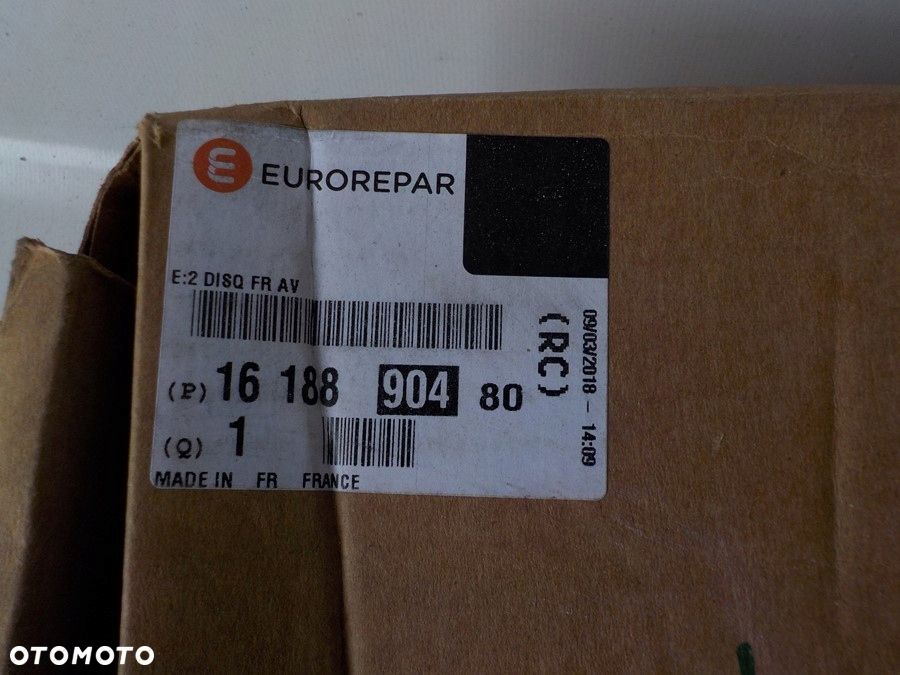 EUROREPAR
E:2 DISQ FR AV
(P) 16 188 904 80
(Q) 1
MADE IN FR FRANCE
(RC)
09/03/2018 - 14:09
OTOMOTO